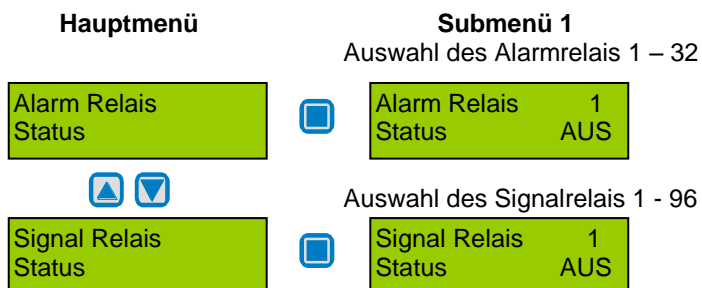 Hauptmenü Submenü 1
Auswahl des Alarmrelais 1 – 32
Alarm Relais Alarm Relais 1
Status Status AUS
Auswahl des Signalrelais 1 - 96
Signal Relais Signal Relais 1
Status Status AUS